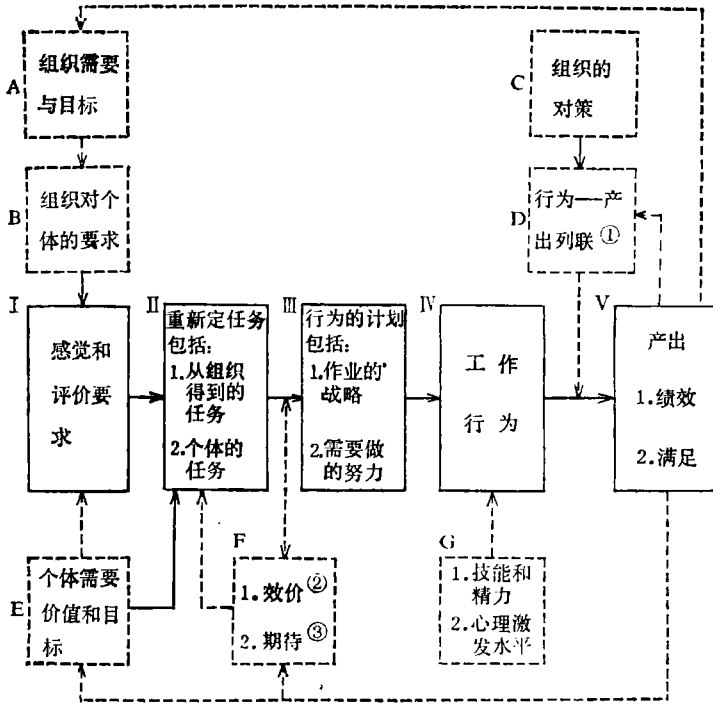 A
组织需要
与目标
C
组织的
对策
B
组织对个
体的要求
D
行为——产
出列联①
Ⅰ
感觉和
评价要
求
Ⅱ
重新定任务
包括:
1.从组织
得到的
任务
2.个体的
任务
Ⅲ
行为的计划
包括:
1.作业的
战略
2.需要做
的努力
Ⅳ
工作
行为
Ⅴ
产出
1.绩效
2.满足
E
个体需要
价值和目
标
F
1.效价②
2.期待③
G
1.技能和
精力
2.心理激
发水平